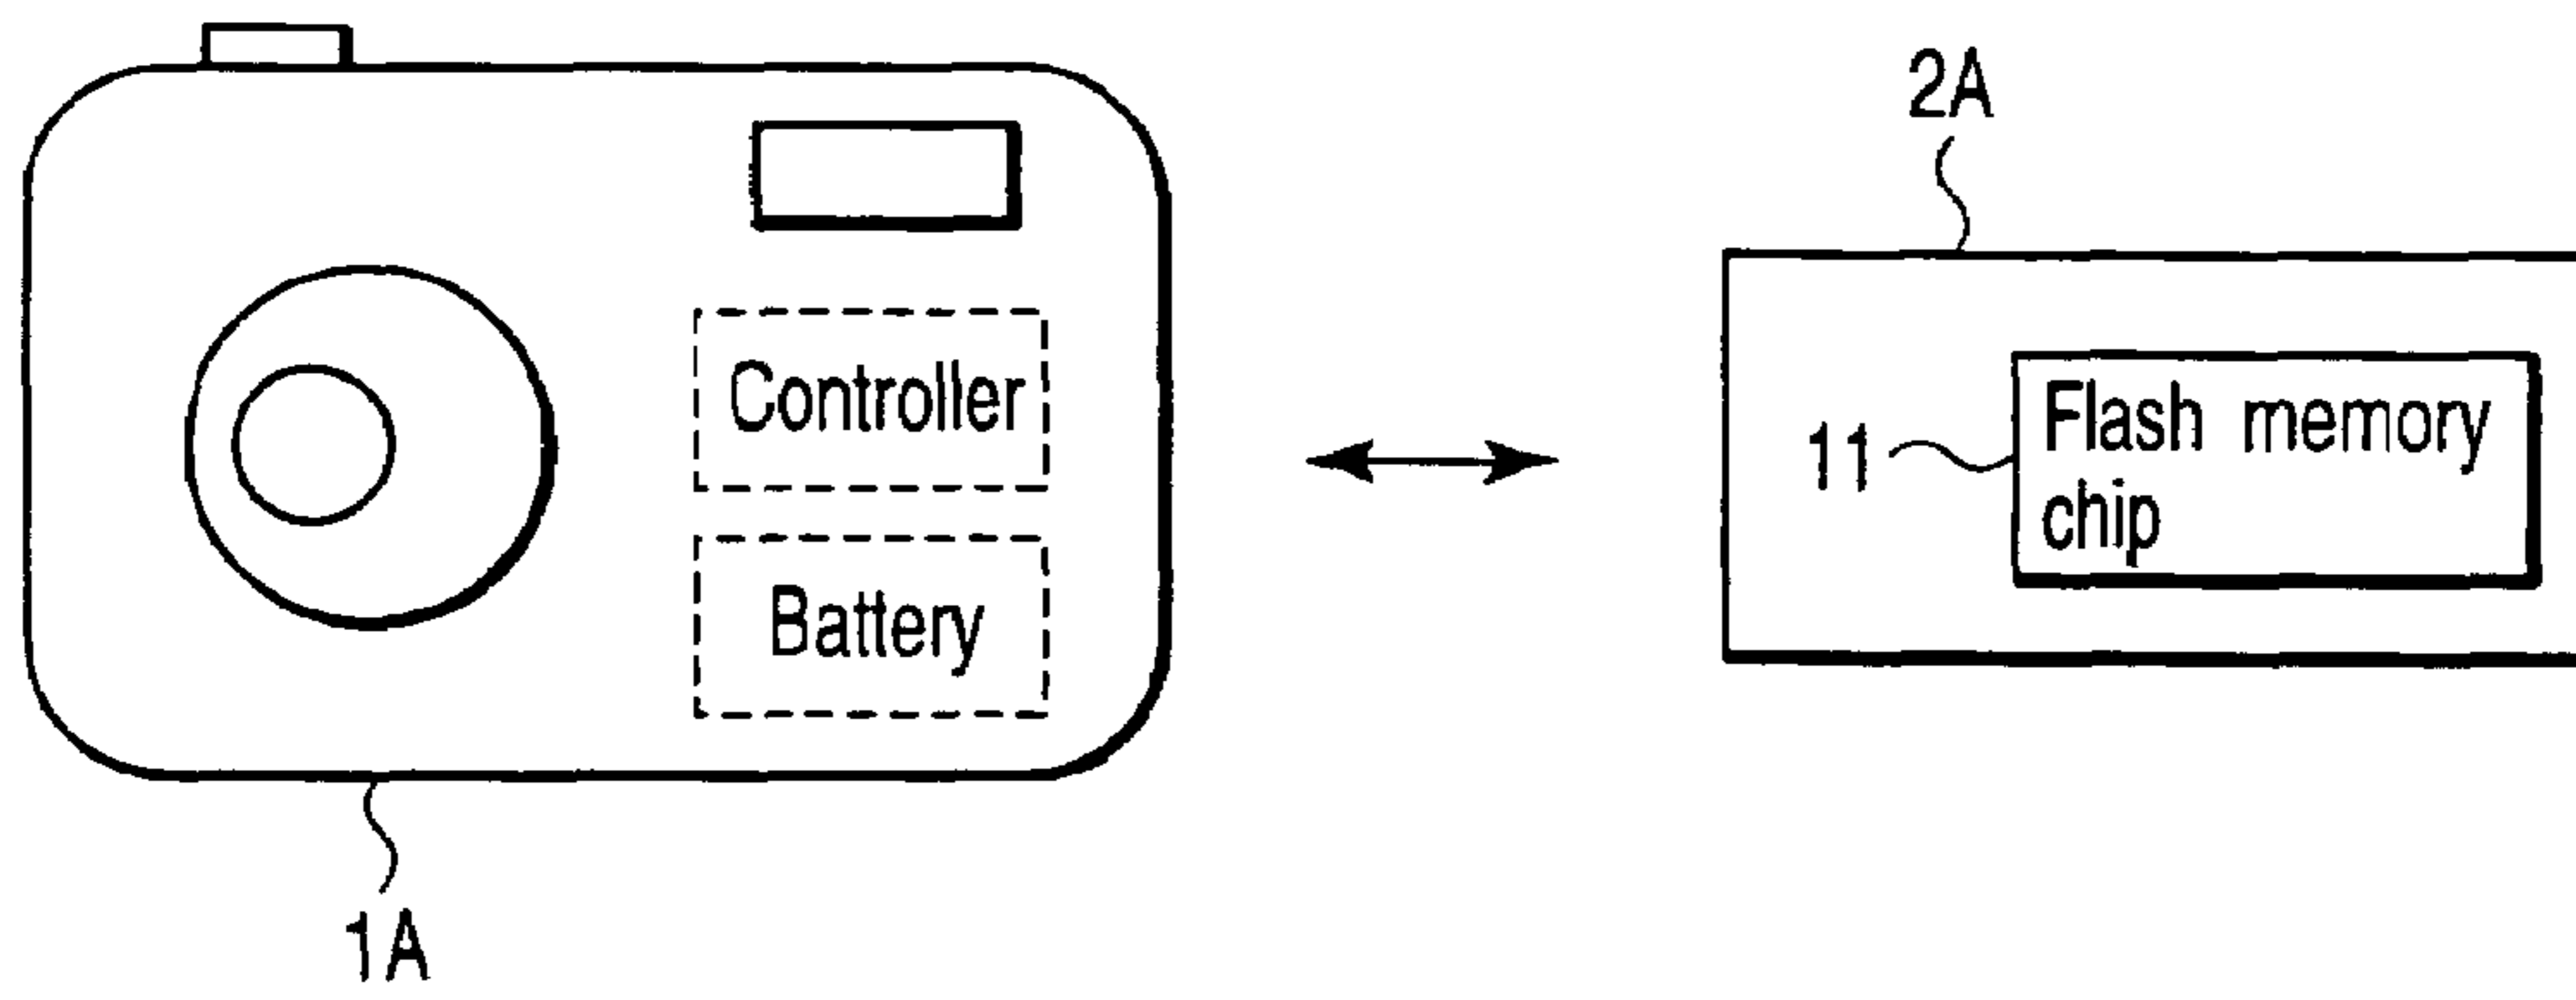 2A
Controller
11
Flash memory
chip
Battery
1A